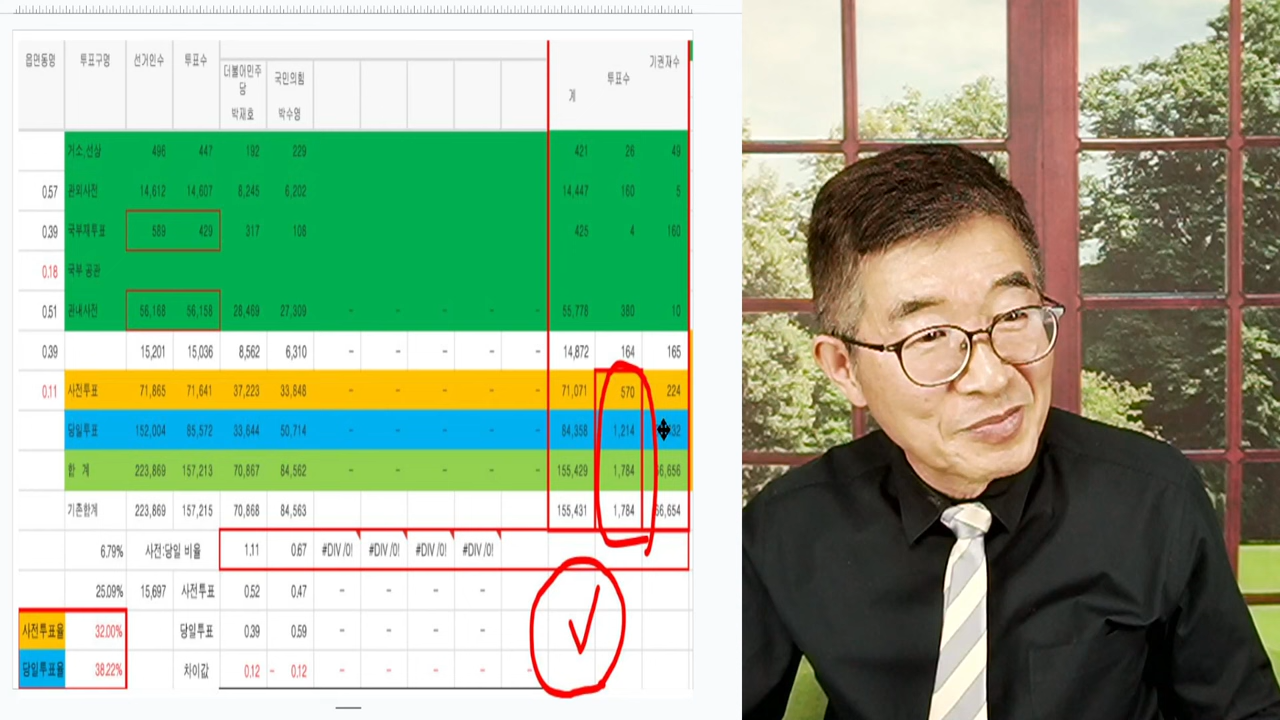 읍면동명 투표구명 선거인수 투표수 더불어민주당 박재호 국민의힘 박수영 계 투표수 기권자수
거소,선상 496 447 192 229 421 26 49
0.57 관외사전 14,612 14,607 8,245 6,202 14,447 160 5
0.39 국외부재투표 589 429 317 108 425 4 160
0.18 국외부 공관
0.51 관내사전 56,168 56,158 28,469 27,309 - - - - - 55,778 380 10
0.39 15,201 15,036 8,562 6,310 - - - - - 14,872 164 165
0.11 사전투표 71,865 71,641 37,223 33,848 - - - - - 71,071 570 224
당일투표 152,004 85,572 33,644 50,714 - - - - - 84,358 1,214 32
합 계 223,869 157,213 70,867 84,562 - - - - - 155,429 1,784 66,656
기존합계 223,869 157,215 70,868 84,563 155,431 1,784 66,654
6.79% 사전:당일 비율 1.11 0.67 #DIV/0! #DIV/0! #DIV/0! #DIV/0!
25.09% 15,697 사전투표 0.52 0.47 - - - -
사전투표율 32.00% 당일투표 0.39 0.59 - - - -
당일투표율 38.22% 차이값 0.12 - 0.12 - - - - -